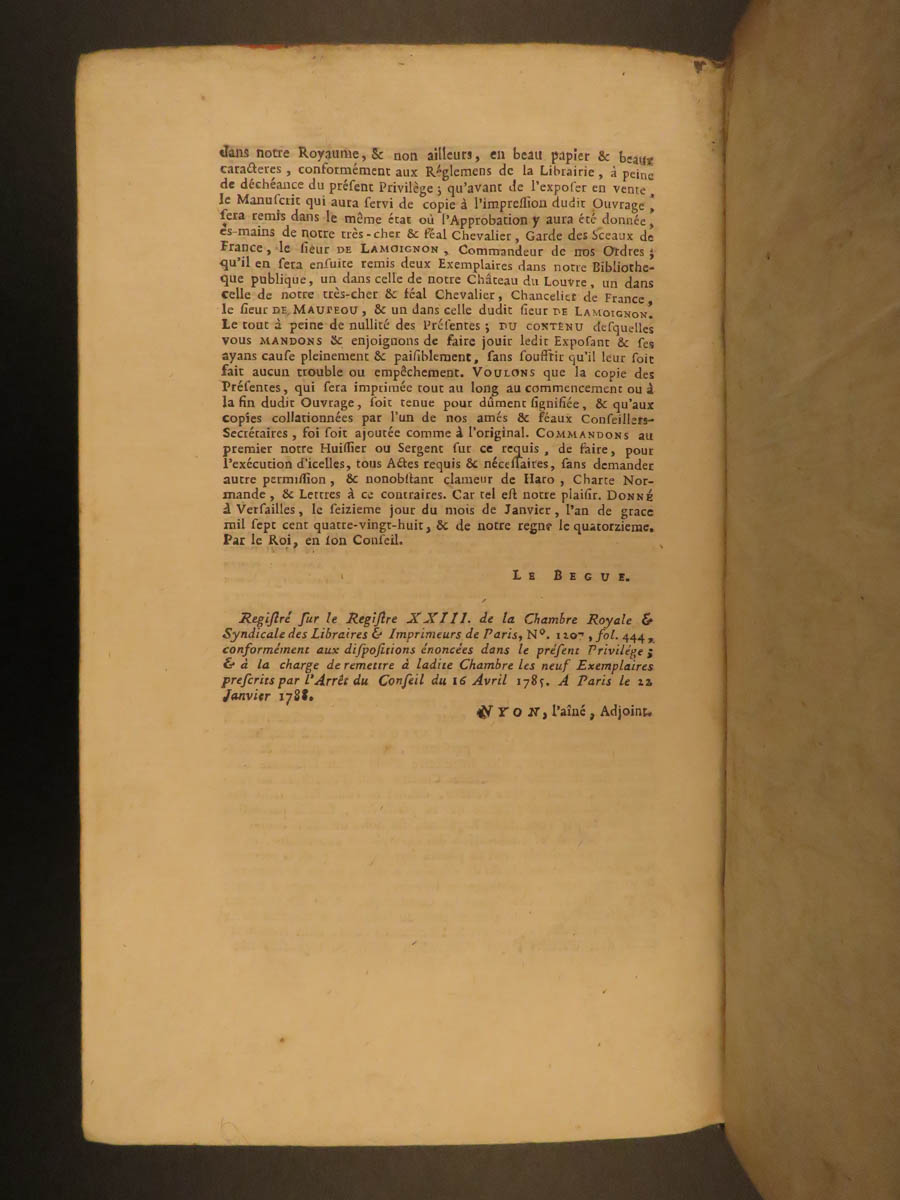 dans notre Royaume, & non ailleurs, en beau papier & beaux
caracteres, conformément aux Réglemens de la Librairie, à peine
de déchéance du préſent Privilège; qu'avant de l'expoſer en vente,
le Manuſcrit qui aura ſervi de copie à l'impreſſion dudit Ouvrage,
ſera remis dans le même état où l'Approbation y aura été donnée,
ès-mains de notre très-cher & féal Chevalier, Garde des Sceaux de
France, le ſieur DE LAMOIGNON, Commandeur de nos Ordres;
qu'il en ſera enſuite remis deux Exemplaires dans notre Bibliothe-
que publique, un dans celle de notre Château du Louvre, un dans
celle de notre très-cher & féal Chevalier, Chancelier de France,
le ſieur DE MAUPEOU, & un dans celle dudit ſieur DE LAMOIGNON.
Le tout à peine de nullité des Préſentes; DU CONTENU deſquelles
vous MANDONS & enjoignons de faire jouir ledit Expoſant & ſes
ayans cauſe pleinement & paiſiblement, ſans ſouffrir qu'il leur ſoit
fait aucun trouble ou empêchement. VOULONS que la copie des
Préſentes, qui ſera imprimée tout au long au commencement ou à
la fin dudit Ouvrage, ſoit tenue pour dûment ſignifiée, & qu'aux
copies collationnées par l'un de nos amés & féaux Conſeillers-
Secrétaires, foi ſoit ajoutée comme à l'original. COMMANDONS au
premier notre Huiſſier ou Sergent ſur ce requis, de faire, pour
l'exécution d'icelles, tous Actes requis & néceſſaires, ſans demander
autre permiſſion, & nonobſtant clameur de Haro, Charte Nor-
mande, & Lettres à ce contraires. Car tel eſt notre plaiſir. DONNÉ
à Verſailles, le ſeizieme jour du mois de Janvier, l'an de grace
mil ſept cent quatre-vingt-huit, & de notre regne le quatorzieme.
Par le Roi, en ſon Conſeil.
LE BEGUE.
Regiſtré ſur le Regiſtre XXIII. de la Chambre Royale &
Syndicale des Libraires & Imprimeurs de Paris, N°. 1207, fol. 444,
conformément aux diſpoſitions énoncées dans le préſent Privilége;
& à la charge de remettre à ladite Chambre les neuf Exemplaires
preſcrits par l'Arrêt du Conſeil du 16 Avril 1785. A Paris le 22
Janvier 1788.
NYON, l'aîné, Adjoint.